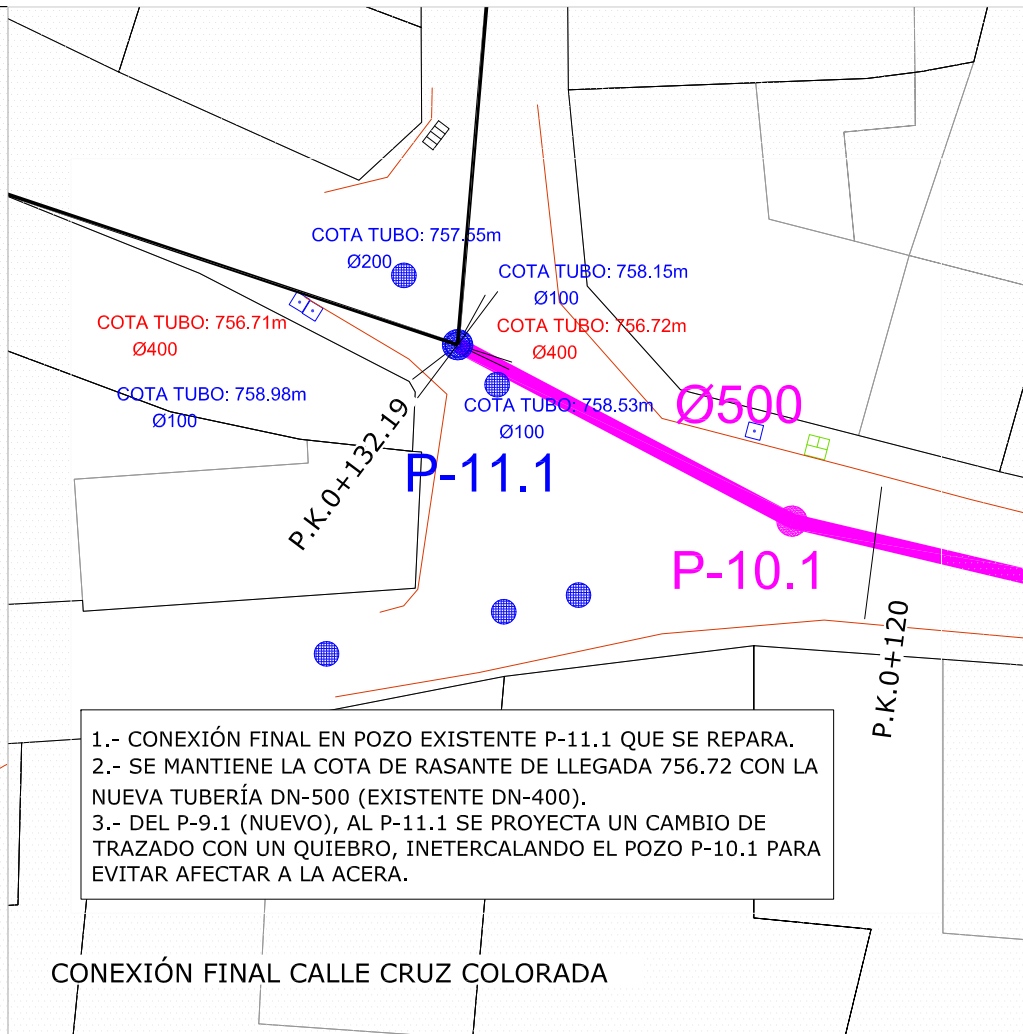 COTA TUBO: 757.55m
Ø200
COTA TUBO: 758.15m
Ø100
COTA TUBO: 756.71m
Ø400
COTA TUBO: 756.72m
Ø400
COTA TUBO: 758.98m
Ø100
COTA TUBO: 758.53m
Ø100
Ø500
P.K.0+132.19
P-11.1
P-10.1
P.K.0+120
1.- CONEXIÓN FINAL EN POZO EXISTENTE P-11.1 QUE SE REPARA.
2.- SE MANTIENE LA COTA DE RASANTE DE LLEGADA 756.72 CON LA
NUEVA TUBERÍA DN-500 (EXISTENTE DN-400).
3.- DEL P-9.1 (NUEVO), AL P-11.1 SE PROYECTA UN CAMBIO DE
TRAZADO CON UN QUIEBRO, INETERCALANDO EL POZO P-10.1 PARA
EVITAR AFECTAR A LA ACERA.
CONEXIÓN FINAL CALLE CRUZ COLORADA